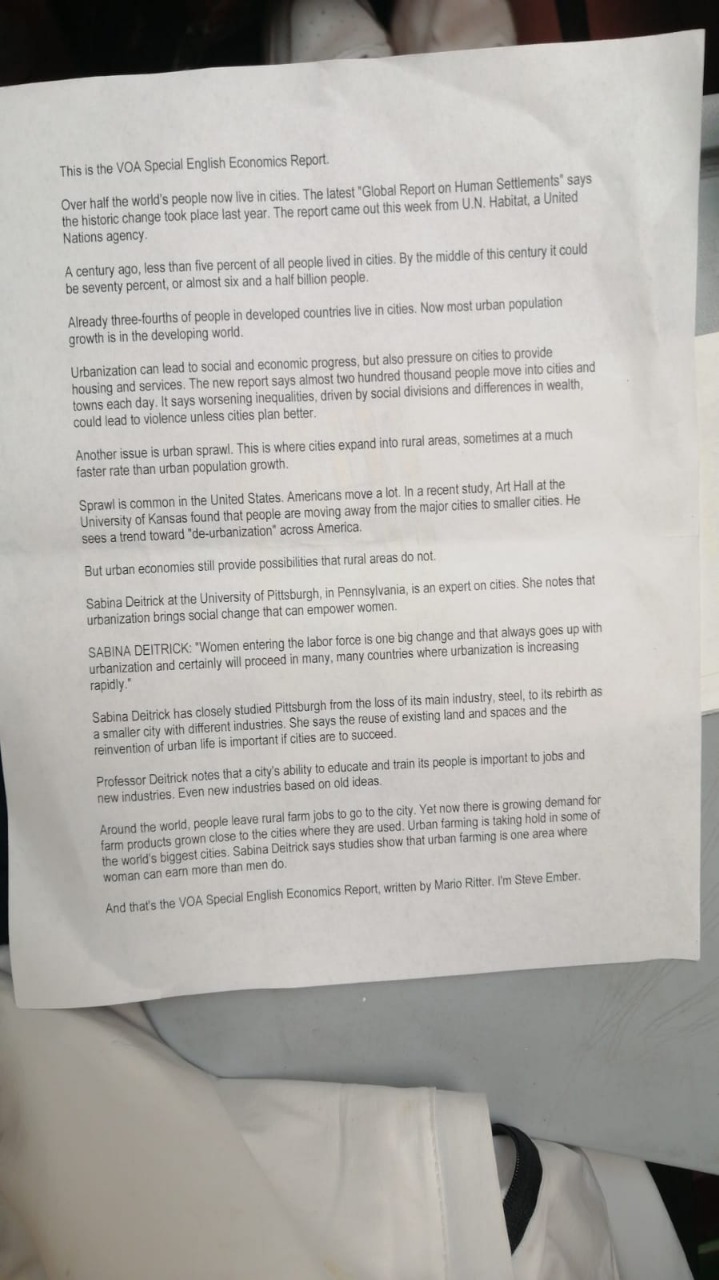 This is the VOA Special English Economics Report.
Over half the world's people now live in cities. The latest "Global Report on Human Settlements" says
the historic change took place last year. The report came out this week from U.N. Habitat, a United
Nations agency.
A century ago, less than five percent of all people lived in cities. By the middle of this century it could
be seventy percent, or almost six and a half billion people.
Already three-fourths of people in developed countries live in cities. Now most urban population
growth is in the developing world.
Urbanization can lead to social and economic progress, but also pressure on cities to provide
housing and services. The new report says almost two hundred thousand people move into cities and
towns each day. It says worsening inequalities, driven by social divisions and differences in wealth,
could lead to violence unless cities plan better.
Another issue is urban sprawl. This is where cities expand into rural areas, sometimes at a much
faster rate than urban population growth.
Sprawl is common in the United States. Americans move a lot. In a recent study, Art Hall at the
University of Kansas found that people are moving away from the major cities to smaller cities. He
sees a trend toward "de-urbanization" across America.
But urban economies still provide possibilities that rural areas do not.
Sabina Deitrick at the University of Pittsburgh, in Pennsylvania, is an expert on cities. She notes that
urbanization brings social change that can empower women.
SABINA DEITRICK: "Women entering the labor force is one big change and that always goes up with
urbanization and certainly will proceed in many, many countries where urbanization is increasing
rapidly."
Sabina Deitrick has closely studied Pittsburgh from the loss of its main industry, steel, to its rebirth as
a smaller city with different industries. She says the reuse of existing land and spaces and the
reinvention of urban life is important if cities are to succeed.
Professor Deitrick notes that a city's ability to educate and train its people is important to jobs and
new industries. Even new industries based on old ideas.
Around the world, people leave rural farm jobs to go to the city. Yet now there is growing demand for
farm products grown close to the cities where they are used. Urban farming is taking hold in some of
the world's biggest cities. Sabina Deitrick says studies show that urban farming is one area where
woman can earn more than men do.
And that's the VOA Special English Economics Report, written by Mario Ritter. I'm Steve Ember.